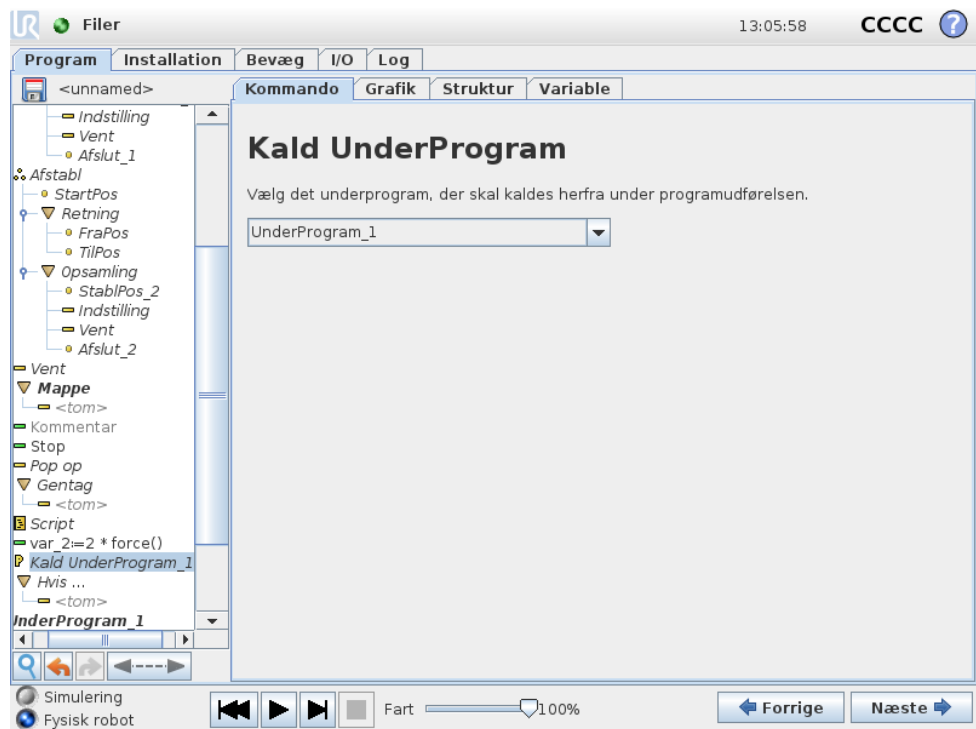 UR Filer 13:05:58 CCCC ?
Program Installation Bevæg I/O Log
<unnamed>
Kommando Grafik Struktur Variable
Indstilling
Vent
Afslut_1
Afstabl
StartPos
Retning
FraPos
TilPos
Opsamling
StablPos_2
Indstilling
Vent
Afslut_2
Vent
Mappe
<tom>
Kommentar
Stop
Pop op
Gentag
<tom>
Script
var_2:=2 * force()
P Kald UnderProgram_1
Hvis ...
<tom>
UnderProgram_1
Kald UnderProgram
Vælg det underprogram, der skal kaldes herfra under programudførelsen.
UnderProgram_1
Simulering
Fysisk robot
Fart 100%
Forrige Næste